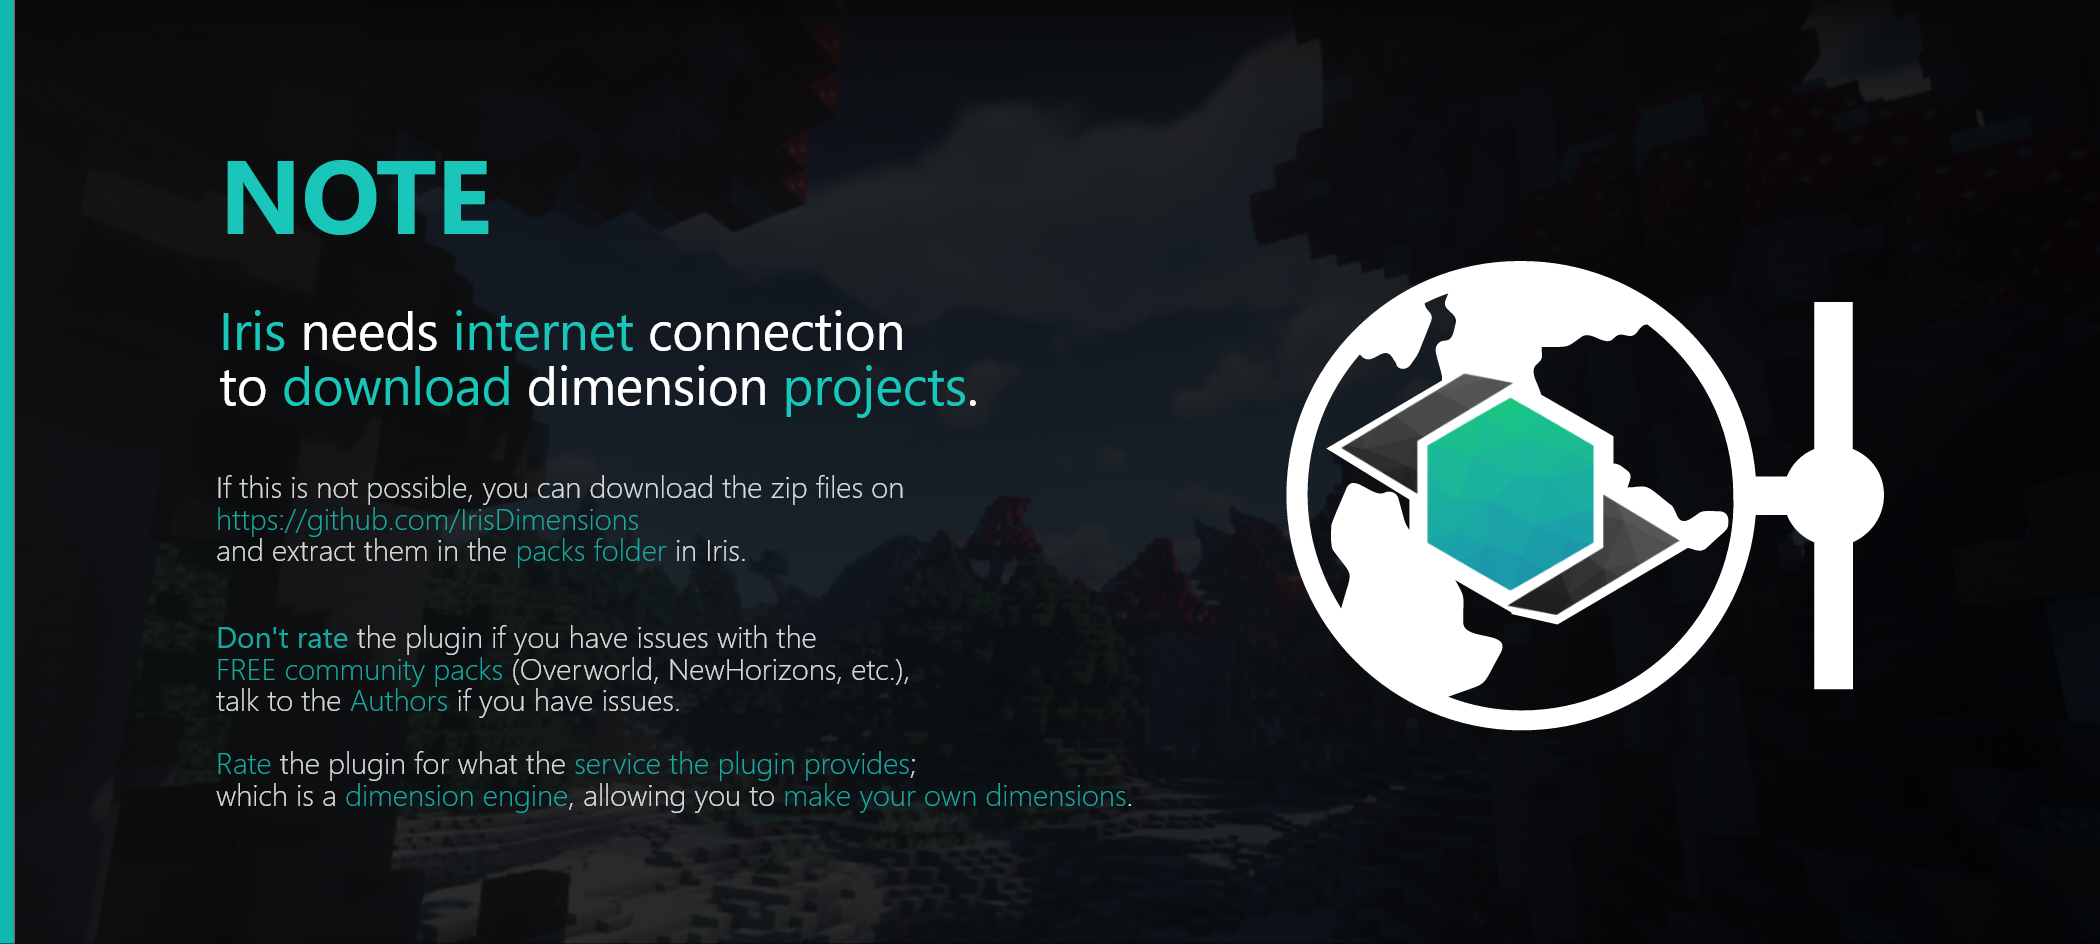 NOTE
Iris needs internet connection
to download dimension projects.
If this is not possible, you can download the zip files on
https://github.com/IrisDimensions
and extract them in the packs folder in Iris.
Don't rate the plugin if you have issues with the
FREE community packs (Overworld, NewHorizons, etc.),
talk to the Authors if you have issues.
Rate the plugin for what the service the plugin provides;
which is a dimension engine, allowing you to make your own dimensions.